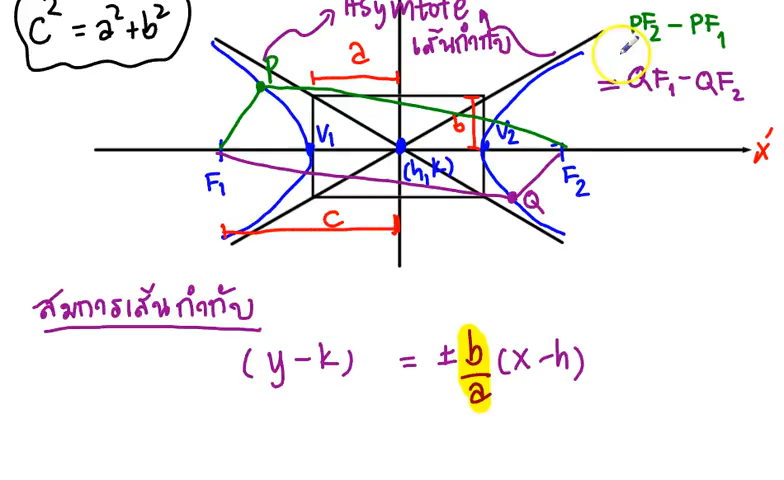 c² = a²+b²
Asymtote
เส้นกำกับ
PF₂ - PF₁
= QF₁-QF₂
P
a
b
V₁
V₂
F₁
(h,k)
F₂
X'
Q
c
สมการเส้นกำกับ
(y-k) = ± b/a (x-h)